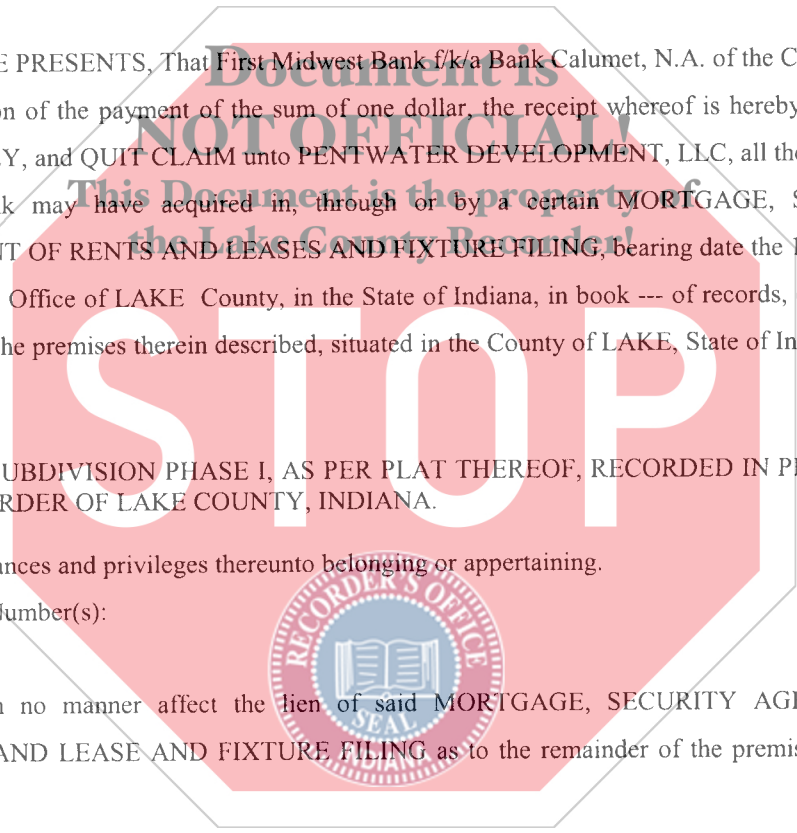 Document is
E PRESENTS, That First Midwest Bank f/k/a Bank Calumet, N.A. of the C
on of the payment of the sum of one dollar, the receipt whereof is hereby
NOT OFFICIAL!
Y, and QUIT CLAIM unto PENTWATER DEVELOPMENT, LLC, all the
This Document is the property of
k may have acquired in, through or by a certain MORTGAGE, S
the Lake County Recorder!
NT OF RENTS AND LEASES AND FIXTURE FILING, bearing date the
Office of LAKE County, in the State of Indiana, in book --- of records,
he premises therein described, situated in the County of LAKE, State of In
STOP
UBDIVISION PHASE I, AS PER PLAT THEREOF, RECORDED IN P
RDER OF LAKE COUNTY, INDIANA.
ances and privileges thereunto belonging or appertaining.
Number(s):
RECORDER'S OFFICE
SEAL
INDIANA
n no manner affect the lien of said MORTGAGE, SECURITY AG
AND LEASE AND FIXTURE FILING as to the remainder of the premis